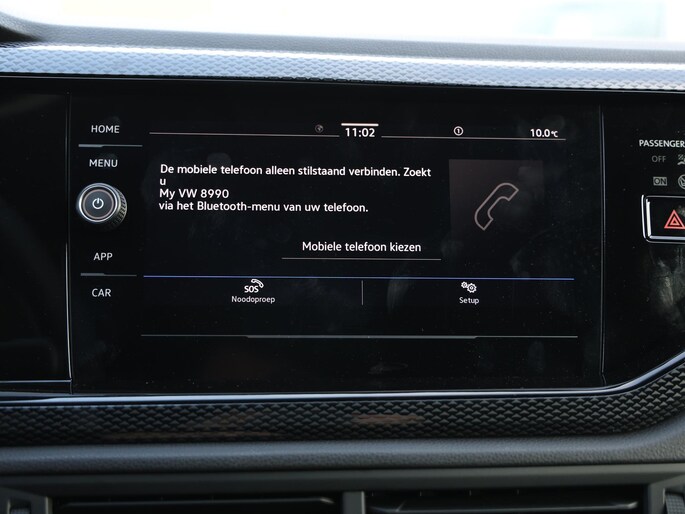 HOME
MENU
APP
CAR
11:02
10.0°C
De mobiele telefoon alleen stilstaand verbinden. Zoekt
u
My VW 8990
via het Bluetooth-menu van uw telefoon.
Mobiele telefoon kiezen
SOS
Noodoproep
Setup
PASSENGER
OFF
ON